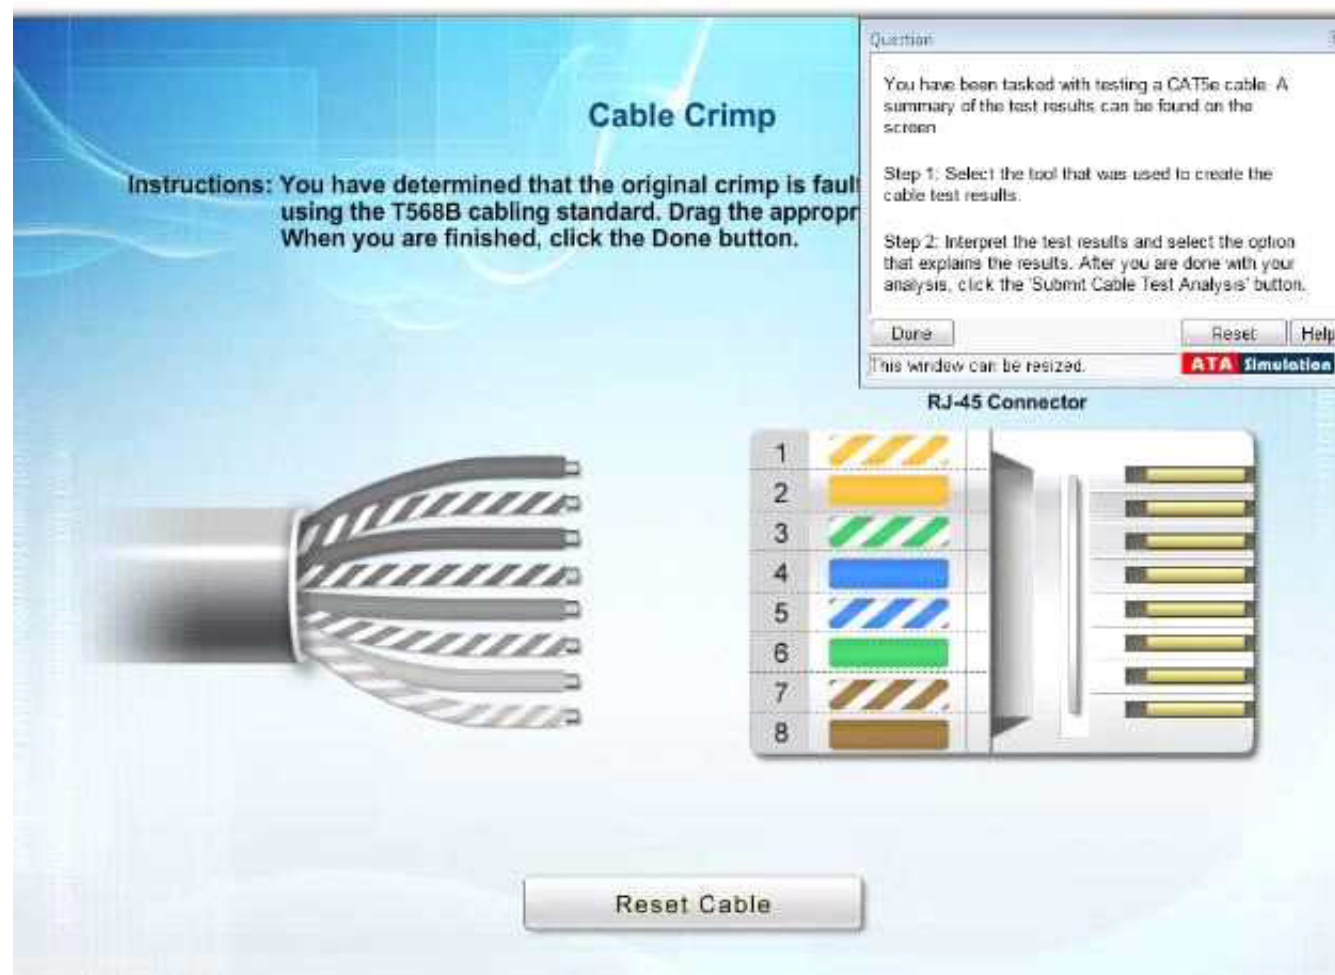 Question
You have been tasked with testing a CAT5e cable. A
summary of the test results can be found on the
screen
Step 1: Select the tool that was used to create the
cable test results.
Step 2: Interpret the test results and select the option
that explains the results. After you are done with your
analysis, click the 'Submit Cable Test Analysis' button.
Done
Reset
Help
This window can be resized.
ATA Simulation
Cable Crimp
Instructions: You have determined that the original crimp is faul
using the T568B cabling standard. Drag the appropr
When you are finished, click the Done button.
RJ-45 Connector
1
2
3
4
5
6
7
8
Reset Cable